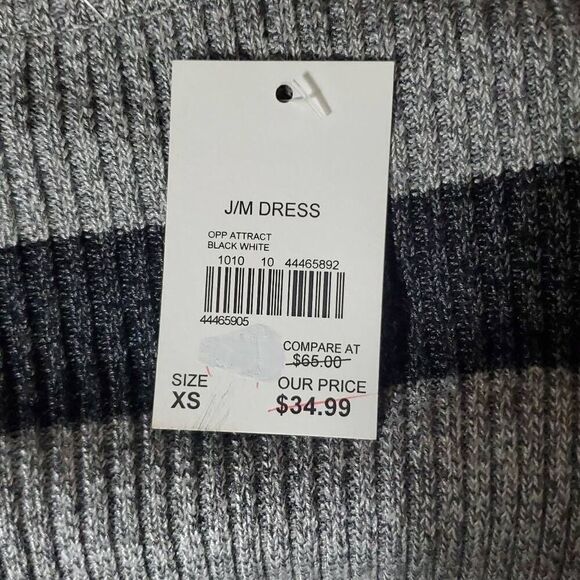 J/M DRESS
OPP ATTRACT
BLACK WHITE
1010 10 44465892
44465905
COMPARE AT
$65.00
SIZE OUR PRICE
XS $34.99